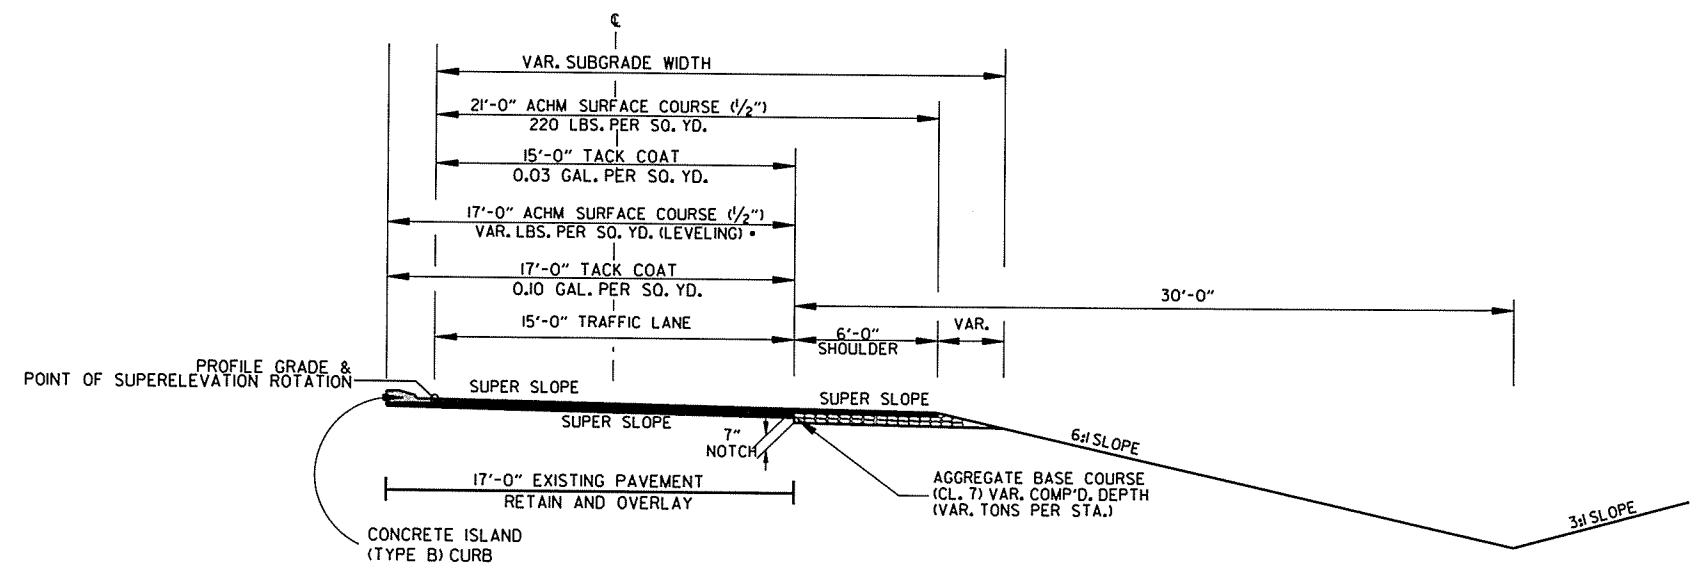 ℄
VAR. SUBGRADE WIDTH
21'-0" ACHM SURFACE COURSE (1/2")
220 LBS. PER SQ. YD.
15'-0" TACK COAT
0.03 GAL. PER SQ. YD.
17'-0" ACHM SURFACE COURSE (1/2")
VAR. LBS. PER SQ. YD. (LEVELING) •
17'-0" TACK COAT
0.10 GAL. PER SQ. YD.
30'-0"
15'-0" TRAFFIC LANE
6'-0"
SHOULDER
VAR.
PROFILE GRADE &
POINT OF SUPERELEVATION ROTATION
SUPER SLOPE
SUPER SLOPE
SUPER SLOPE
7"
NOTCH
6:1 SLOPE
17'-0" EXISTING PAVEMENT
RETAIN AND OVERLAY
AGGREGATE BASE COURSE
(CL. 7) VAR. COMP'D. DEPTH
(VAR. TONS PER STA.)
3:1 SLOPE
CONCRETE ISLAND
(TYPE B) CURB